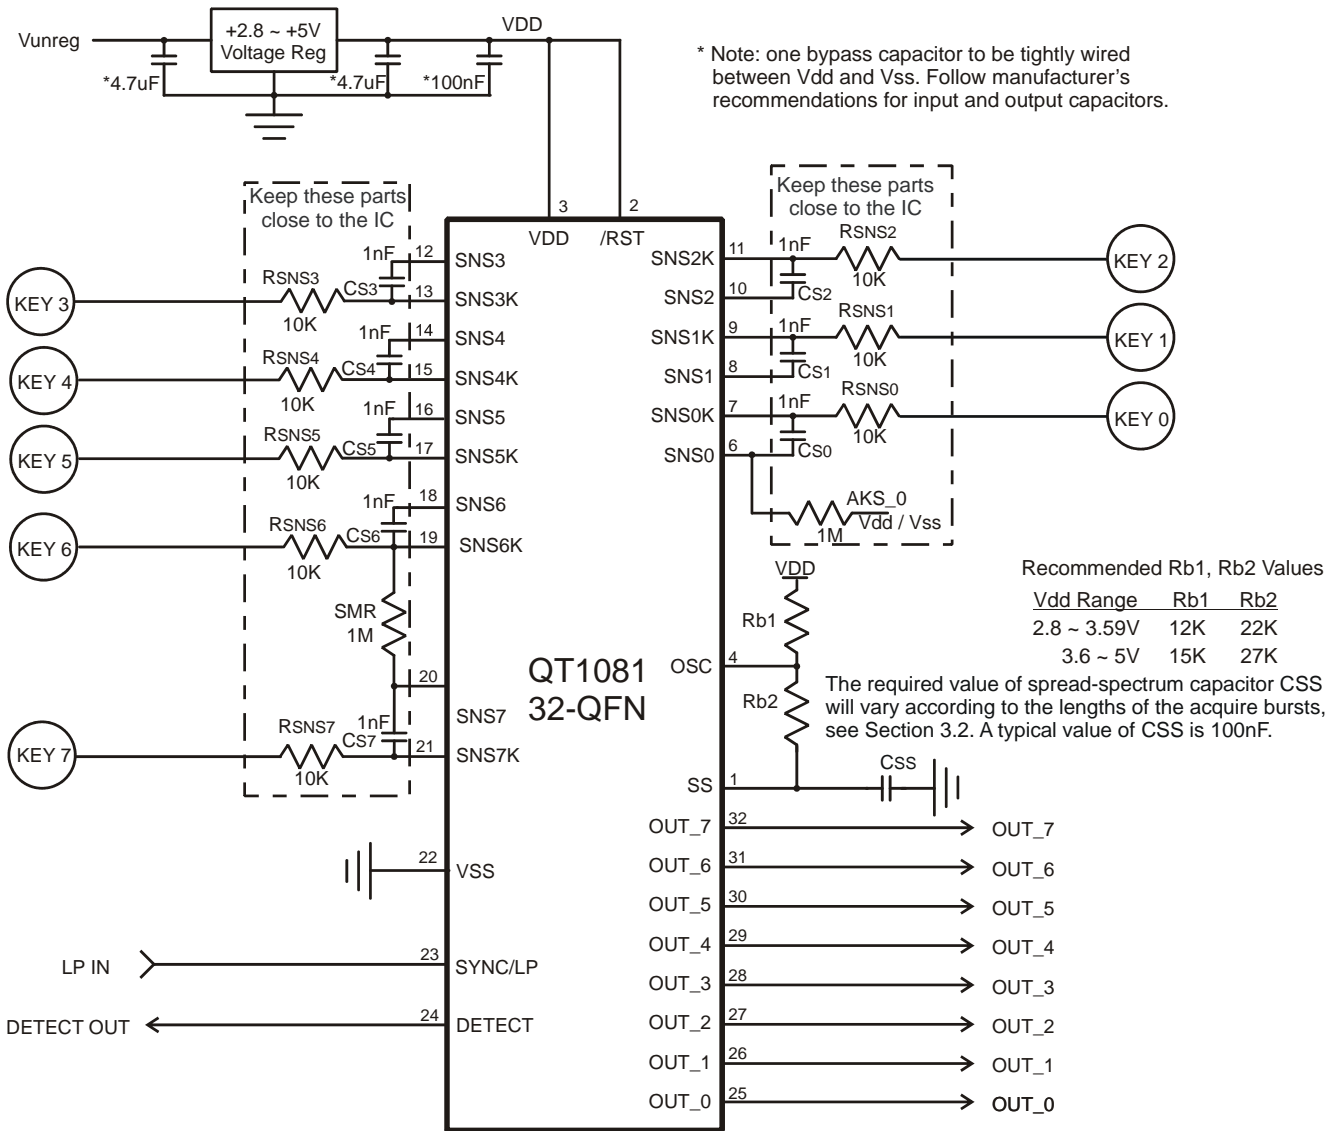 Vunreg
+2.8 ~ +5V
Voltage Reg
VDD
*4.7uF
*4.7uF
*100nF
* Note: one bypass capacitor to be tightly wired
between Vdd and Vss. Follow manufacturer's
recommendations for input and output capacitors.
Keep these parts
close to the IC
Keep these parts
close to the IC
3
2
VDD
/RST
1nF
12
SNS3
KEY 3
RSNS3
10K
CS3
13
SNS3K
1nF
14
SNS4
KEY 4
RSNS4
10K
CS4
15
SNS4K
1nF
16
SNS5
KEY 5
RSNS5
10K
CS5
17
SNS5K
1nF
18
SNS6
KEY 6
RSNS6
10K
CS6
19
SNS6K
SMR
1M
20
SNS7
1nF
KEY 7
RSNS7
10K
CS7
21
SNS7K
22
VSS
LP IN
23
SYNC/LP
DETECT OUT
24
DETECT
QT1081
32-QFN
SNS2K
11
1nF
RSNS2
10K
KEY 2
SNS2
10
CS2
SNS1K
9
1nF
RSNS1
10K
KEY 1
SNS1
8
CS1
SNS0K
7
1nF
RSNS0
10K
KEY 0
SNS0
6
CS0
AKS_0
Vdd / Vss
1M
VDD
Rb1
OSC
4
Rb2
Recommended Rb1, Rb2 Values
Vdd Range Rb1 Rb2
2.8 ~ 3.59V 12K 22K
3.6 ~ 5V 15K 27K
The required value of spread-spectrum capacitor CSS
will vary according to the lengths of the acquire bursts,
see Section 3.2. A typical value of CSS is 100nF.
SS
1
CSS
OUT_7 32 OUT_7
OUT_6 31 OUT_6
OUT_5 30 OUT_5
OUT_4 29 OUT_4
OUT_3 28 OUT_3
OUT_2 27 OUT_2
OUT_1 26 OUT_1
OUT_0 25 OUT_0